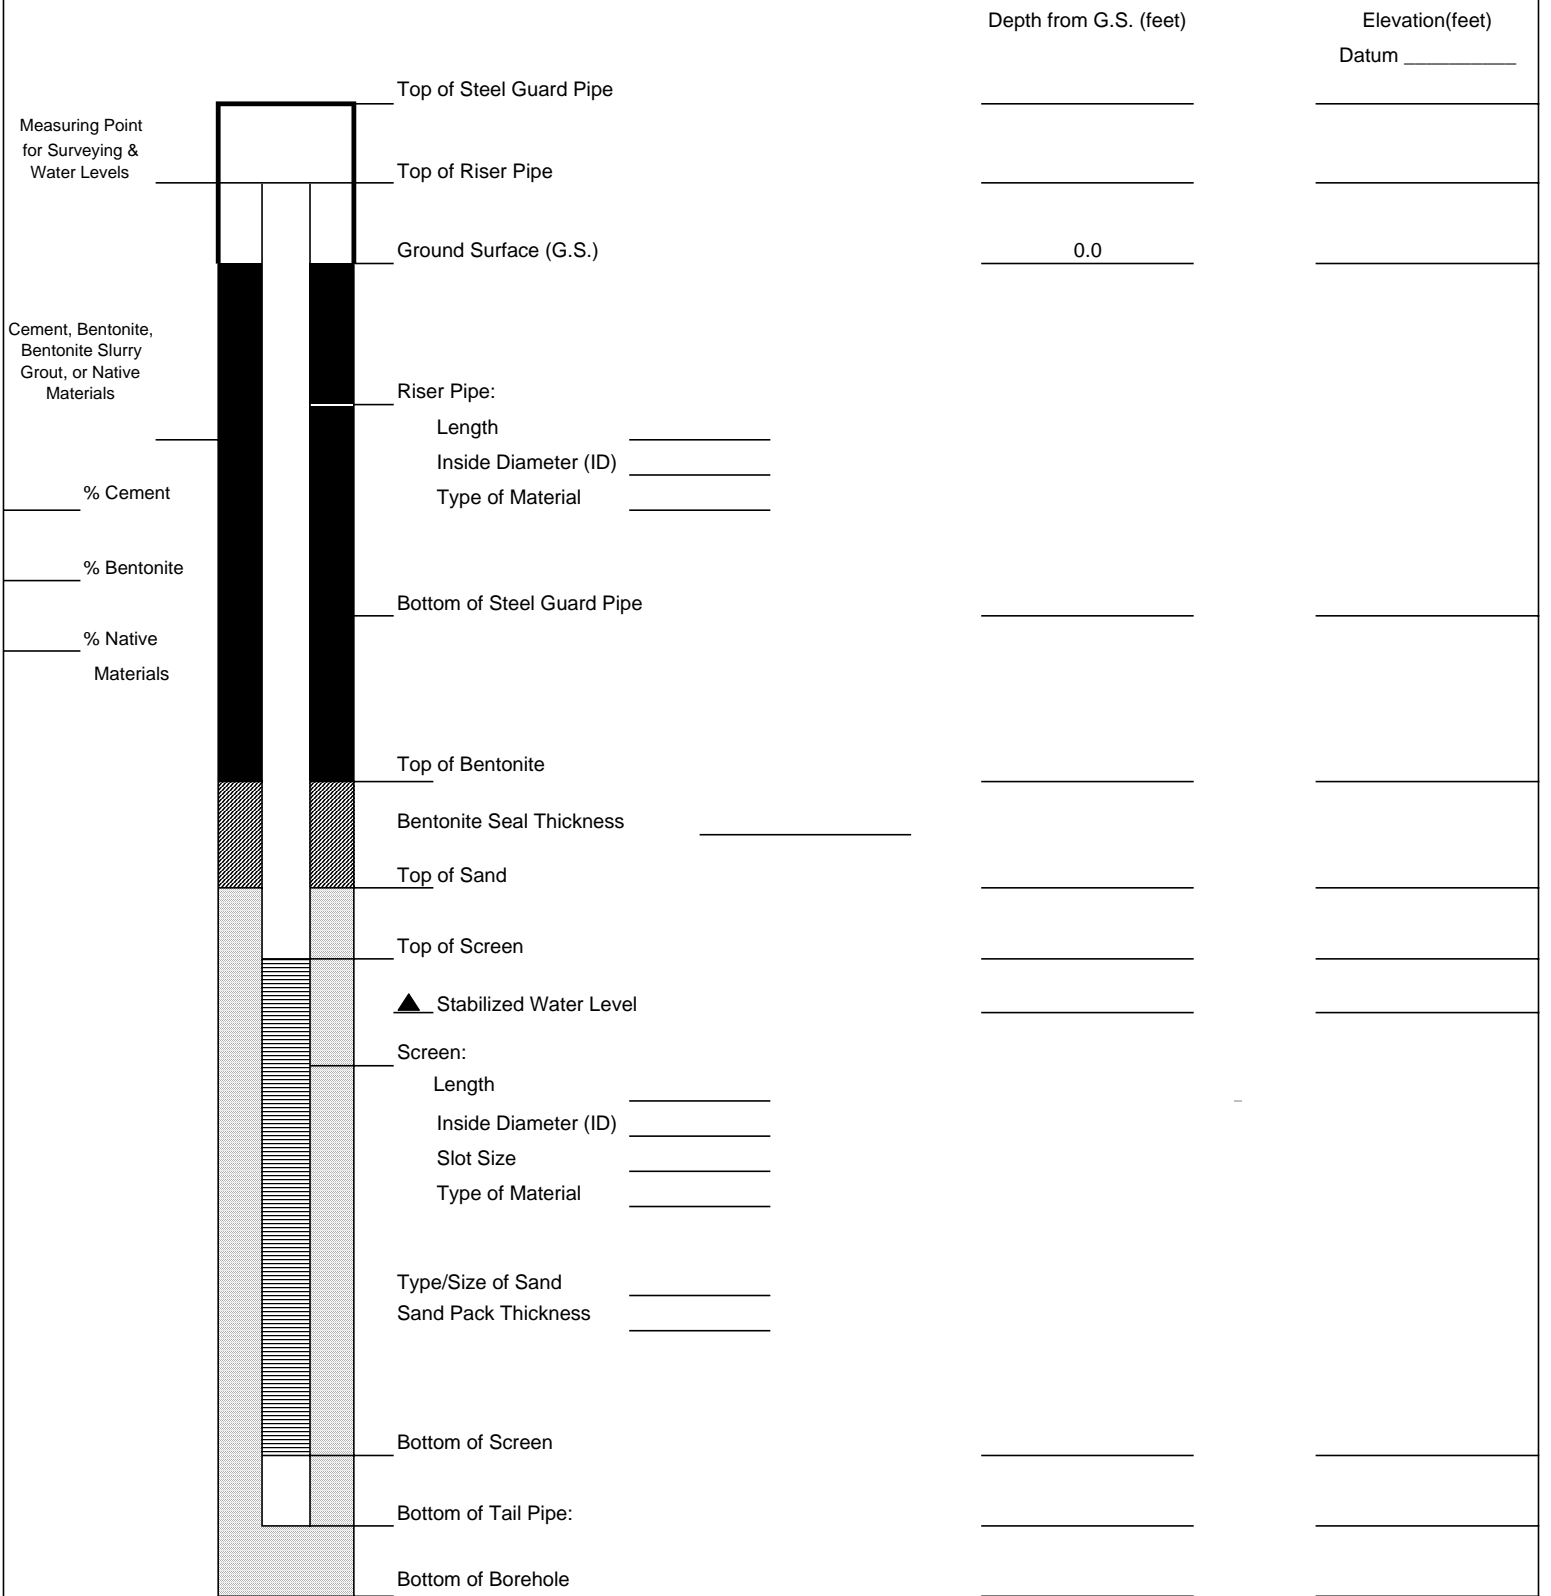 Depth from G.S. (feet) Elevation(feet)
Datum __________
Top of Steel Guard Pipe
Measuring Point
for Surveying &
Water Levels
Top of Riser Pipe
Ground Surface (G.S.) 0.0
Cement, Bentonite,
Bentonite Slurry
Grout, or Native
Materials
Riser Pipe:
Length
Inside Diameter (ID)
Type of Material
% Cement
% Bentonite
Bottom of Steel Guard Pipe
% Native
Materials
Top of Bentonite
Bentonite Seal Thickness
Top of Sand
Top of Screen
Stabilized Water Level
Screen:
Length
Inside Diameter (ID)
Slot Size
Type of Material
Type/Size of Sand
Sand Pack Thickness
Bottom of Screen
Bottom of Tail Pipe:
Bottom of Borehole